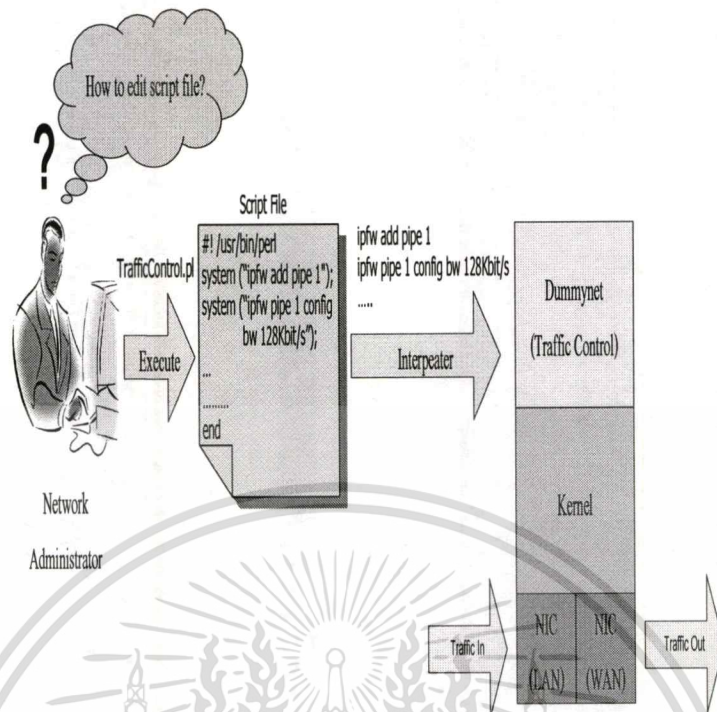 How to edit script file?
?
Script File
TrafficControl.pl
Execute
#! /usr/bin/perl
system ("ipfw add pipe 1");
system ("ipfw pipe 1 config
bw 128Kbit/s");
...
.........
end
ipfw add pipe 1
ipfw pipe 1 config bw 128Kbit/s
.....
Interpeater
Dummynet
(Traffic Control)
Kernel
Network
Administrator
Traffic In
NIC
(LAN)
NIC
(WAN)
Traffic Out